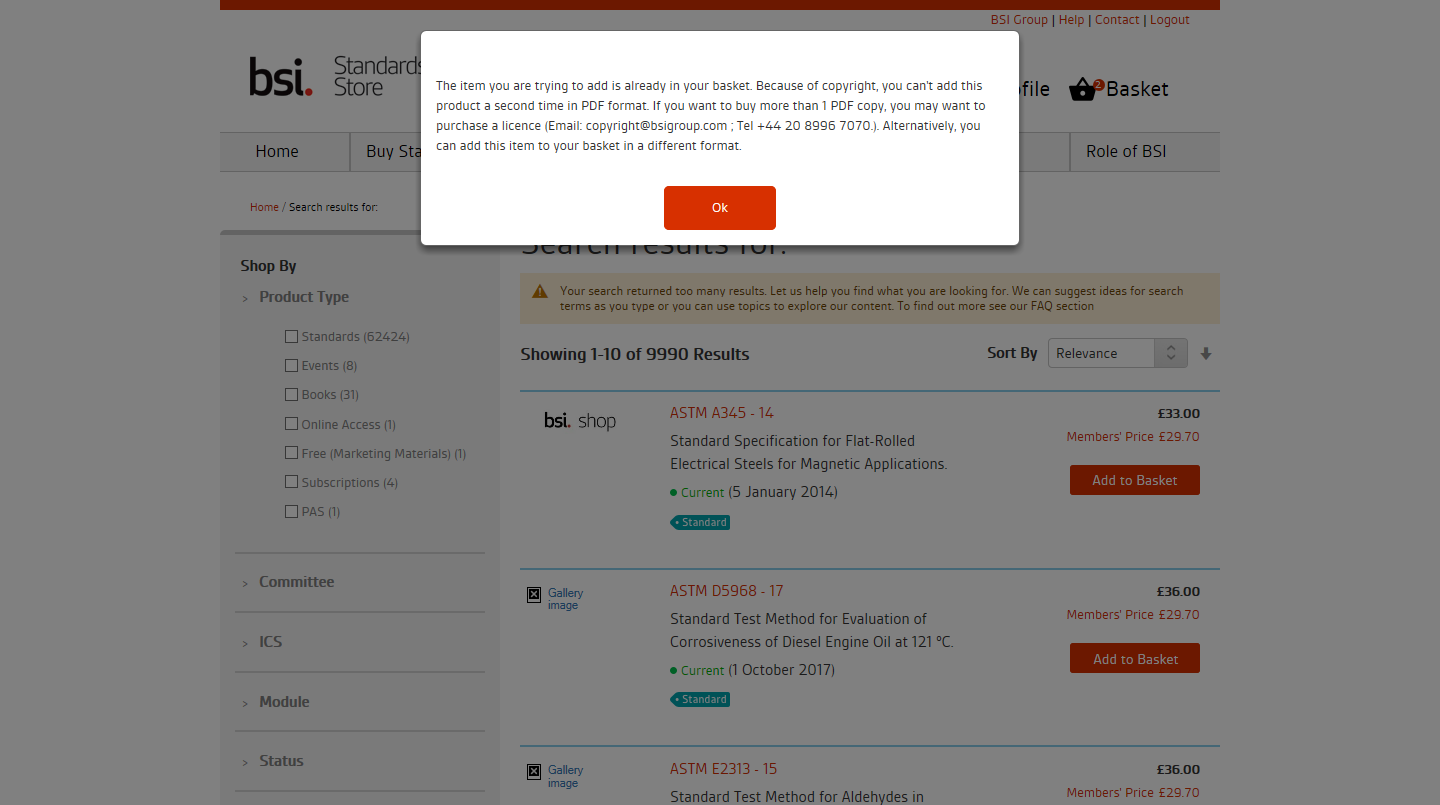 BSI Group | Help | Contact | Logout
bsi. Standards
Store
2 Basket
The item you are trying to add is already in your basket. Because of copyright, you can't add this
product a second time in PDF format. If you want to buy more than 1 PDF copy, you may want to
purchase a licence (Email: copyright@bsigroup.com ; Tel +44 20 8996 7070.). Alternatively, you
can add this item to your basket in a different format.
Ok
Home
Buy Sta
Role of BSI
Home / Search results for:
Search results for:
Shop By
Product Type
Standards (62424)
Events (8)
Books (31)
Online Access (1)
Free (Marketing Materials) (1)
Subscriptions (4)
PAS (1)
Committee
ICS
Module
Status
Your search returned too many results. Let us help you find what you are looking for. We can suggest ideas for search
terms as you type or you can use topics to explore our content. To find out more see our FAQ section
Showing 1-10 of 9990 Results
Sort By Relevance
bsi. shop
ASTM A345 - 14
Standard Specification for Flat-Rolled
Electrical Steels for Magnetic Applications.
Current (5 January 2014)
Standard
£33.00
Members' Price £29.70
Add to Basket
Gallery
image
ASTM D5968 - 17
Standard Test Method for Evaluation of
Corrosiveness of Diesel Engine Oil at 121 °C.
Current (1 October 2017)
Standard
£36.00
Members' Price £29.70
Add to Basket
Gallery
image
ASTM E2313 - 15
Standard Test Method for Aldehydes in
£36.00
Members' Price £29.70